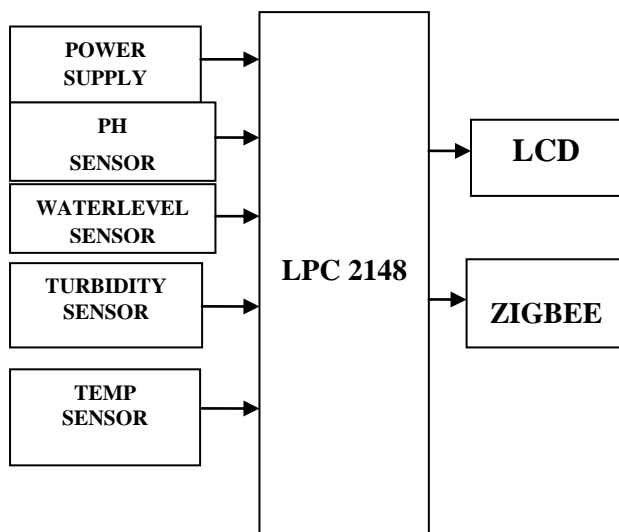 POWER
SUPPLY
PH
SENSOR
WATERLEVEL
SENSOR
TURBIDITY
SENSOR
TEMP
SENSOR
LPC 2148
LCD
ZIGBEE